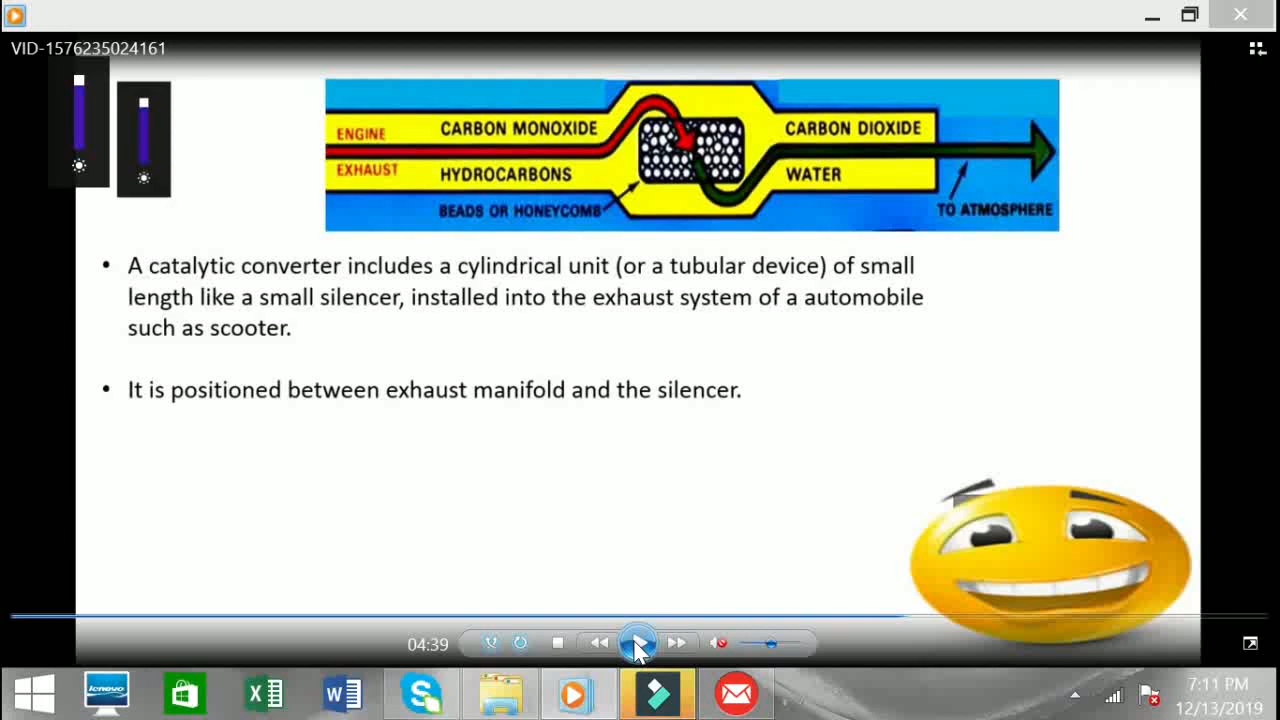 VID-1576235024161
ENGINE
CARBON MONOXIDE
CARBON DIOXIDE
EXHAUST
HYDROCARBONS
WATER
BEADS OR HONEYCOMB
TO ATMOSPHERE
• A catalytic converter includes a cylindrical unit (or a tubular device) of small
length like a small silencer, installed into the exhaust system of a automobile
such as scooter.
• It is positioned between exhaust manifold and the silencer.
04:39
lenovo
7:11 PM
12/13/2019